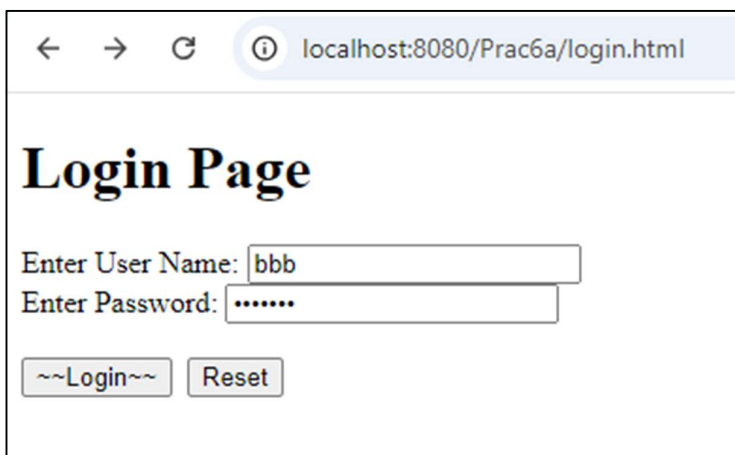 localhost:8080/Prac6a/login.html
Login Page
Enter User Name: bbb
Enter Password: •••••••
~~Login~~ Reset